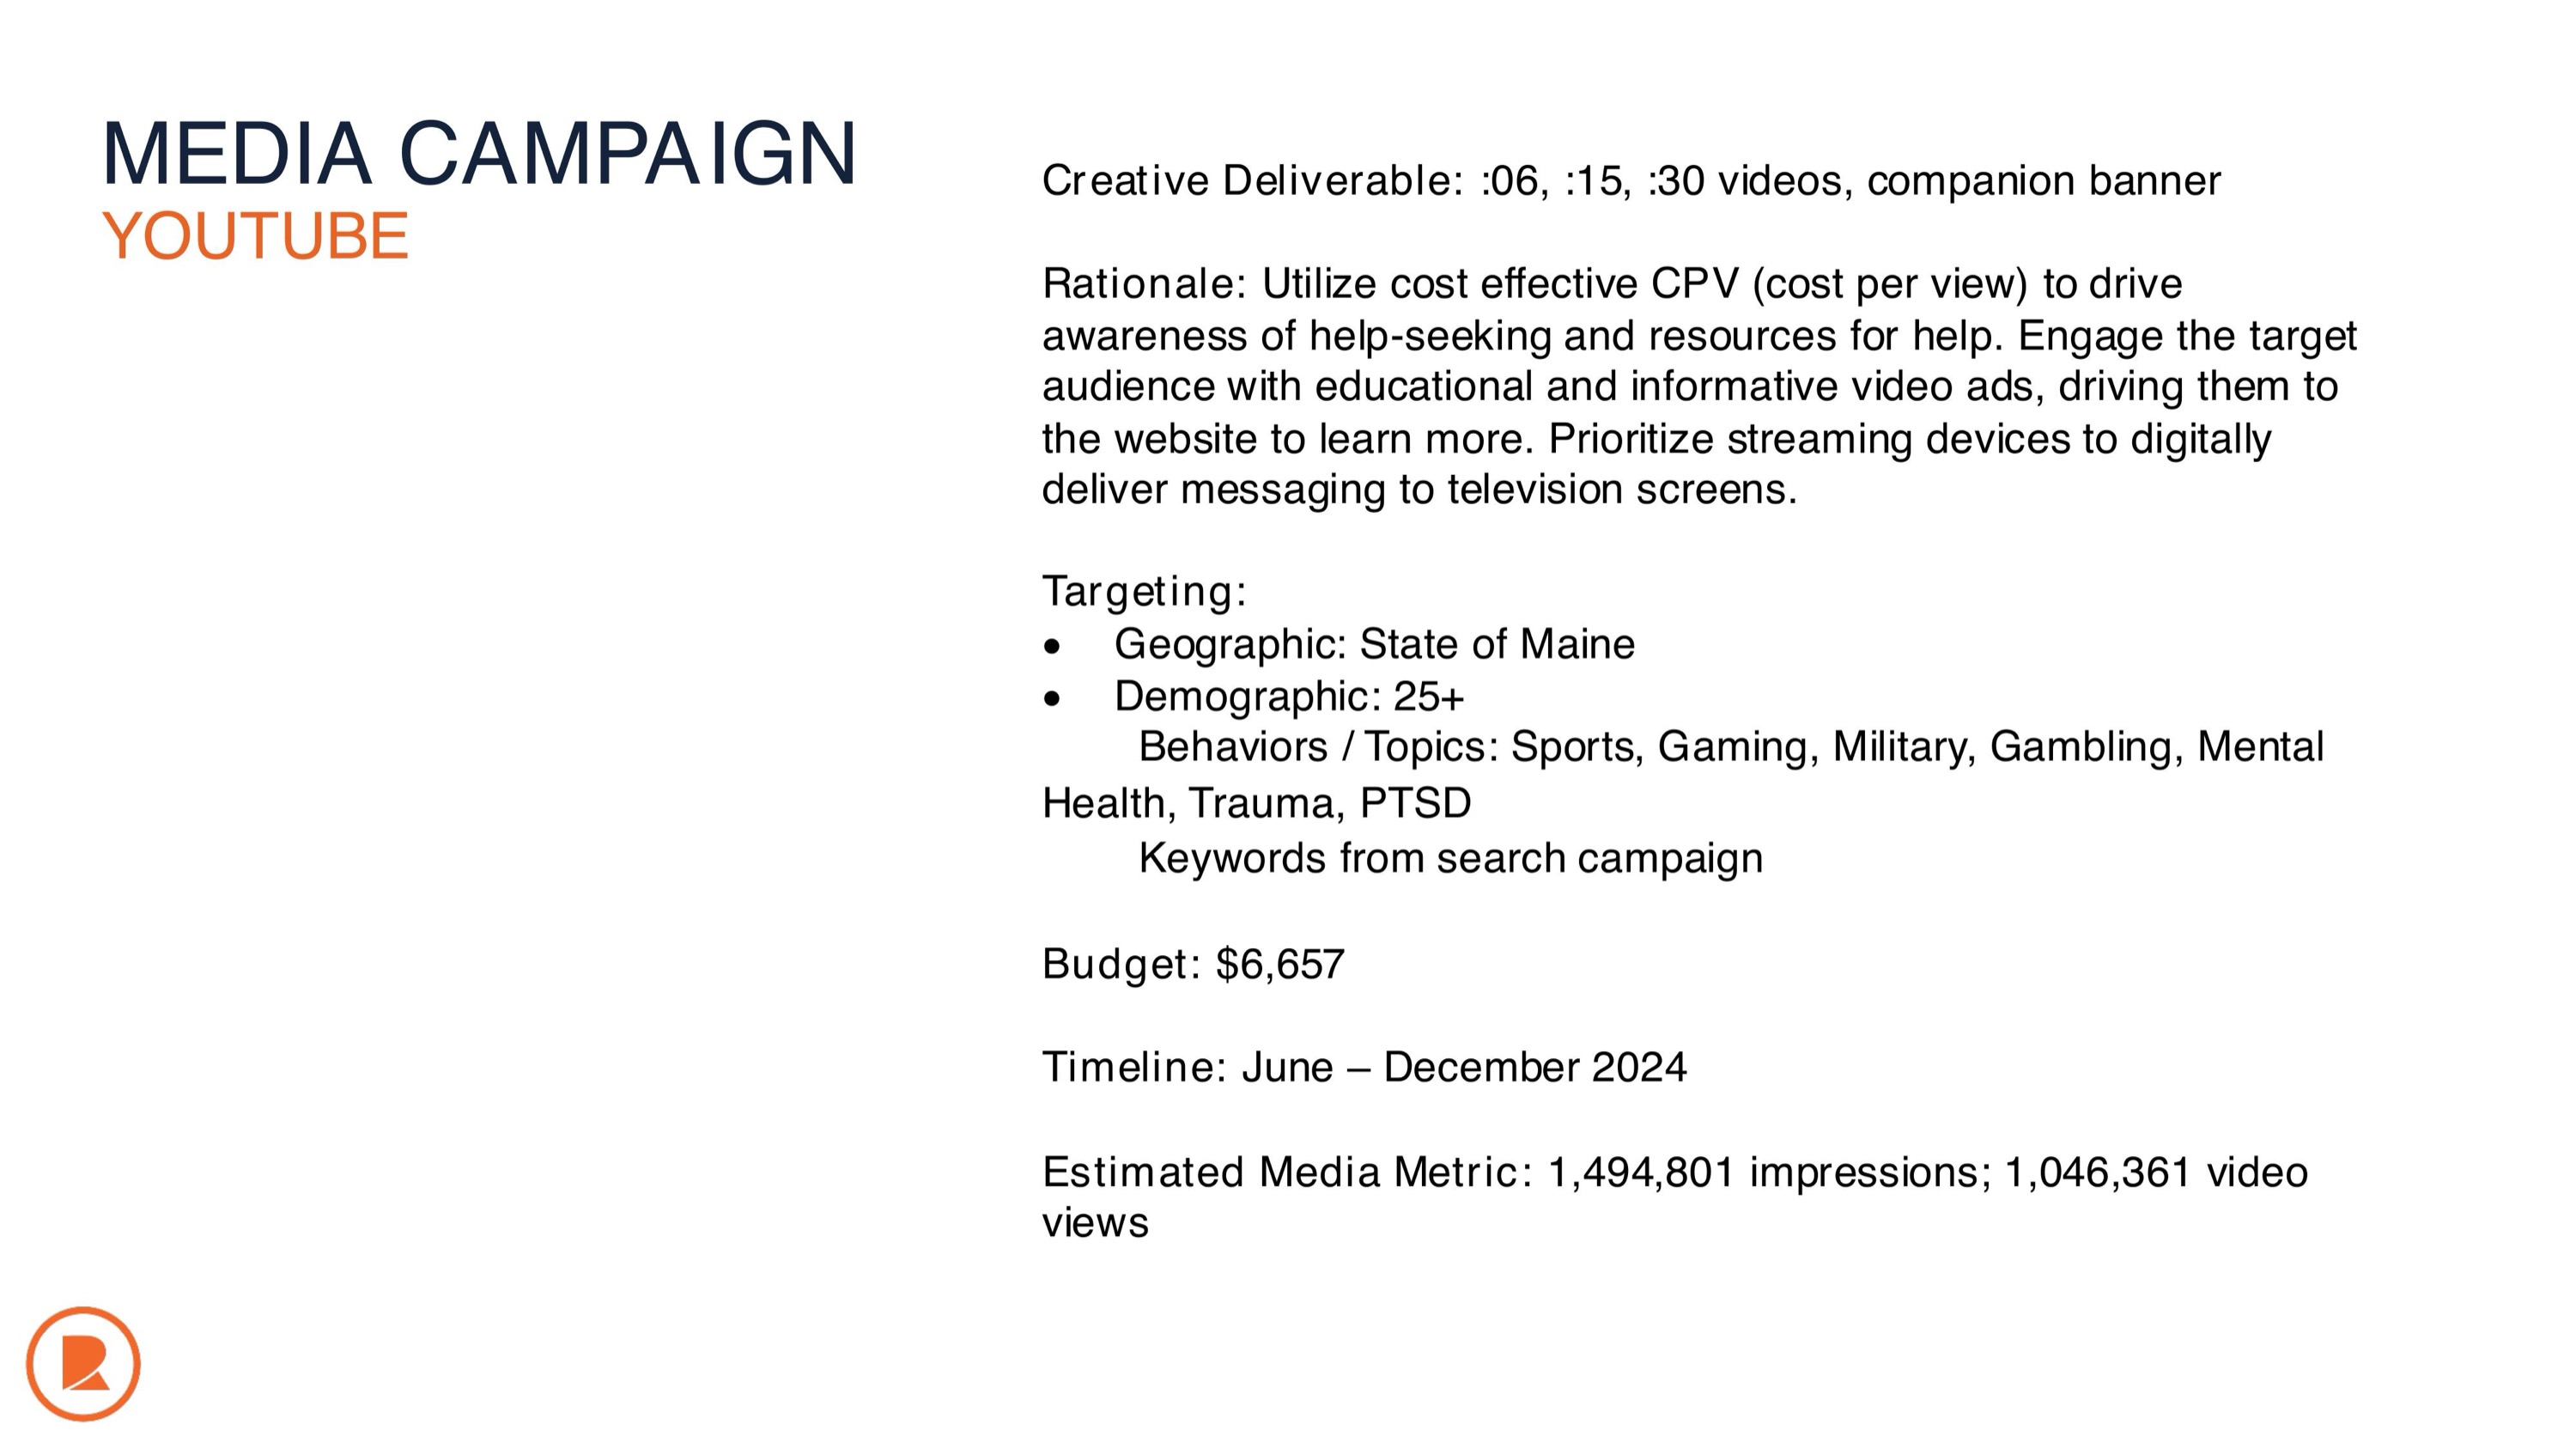 MEDIA CAMPAIGN
YOUTUBE
Creative Deliverable: :06, :15, :30 videos, companion banner
Rationale: Utilize cost effective CPV (cost per view) to drive
awareness of help-seeking and resources for help. Engage the target
audience with educational and informative video ads, driving them to
the website to learn more. Prioritize streaming devices to digitally
deliver messaging to television screens.
Targeting:
• Geographic: State of Maine
• Demographic: 25+
Behaviors / Topics: Sports, Gaming, Military, Gambling, Mental
Health, Trauma, PTSD
Keywords from search campaign
Budget: $6,657
Timeline: June – December 2024
Estimated Media Metric: 1,494,801 impressions; 1,046,361 video
views
R